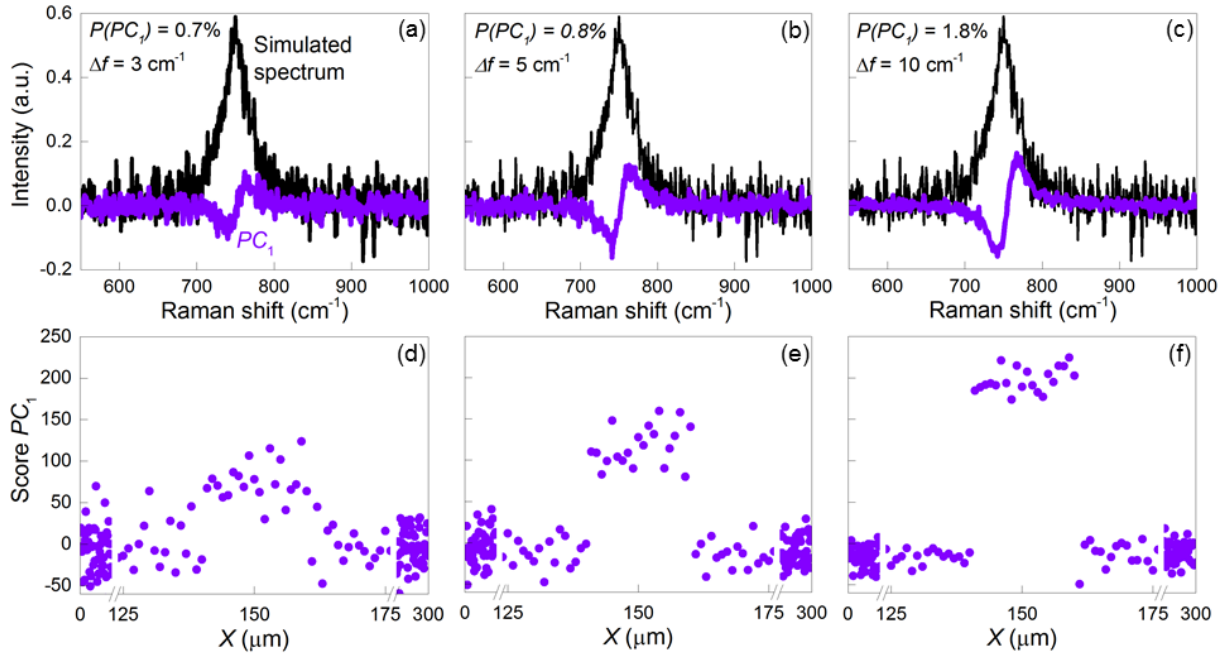 P(PC₁) = 0.7%
Δf = 3 cm⁻¹
Simulated
spectrum
(a)
P(PC₁) = 0.8%
Δf = 5 cm⁻¹
(b)
P(PC₁) = 1.8%
Δf = 10 cm⁻¹
(c)
Intensity (a.u.)
0.6
0.4
0.2
0.0
-0.2
PC₁
600 700 800 900 1000
600 700 800 900 1000
600 700 800 900 1000
Raman shift (cm⁻¹)
Raman shift (cm⁻¹)
Raman shift (cm⁻¹)
(d)
(e)
(f)
Score PC₁
250
200
150
100
50
0
-50
0 125 150 175 300
0 125 150 175 300
0 125 150 175 300
X (μm)
X (μm)
X (μm)